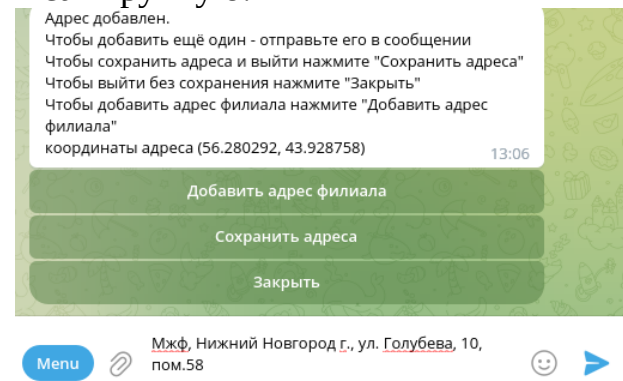 Адрес добавлен.
Чтобы добавить ещё один - отправьте его в сообщении
Чтобы сохранить адреса и выйти нажмите "Сохранить адреса"
Чтобы выйти без сохранения нажмите "Закрыть"
Чтобы добавить адрес филиала нажмите "Добавить адрес
филиала"
координаты адреса (56.280292, 43.928758)
13:06
Добавить адрес филиала
Сохранить адреса
Закрыть
Menu
Мжф, Нижний Новгород г., ул. Голубева, 10,
пом.58